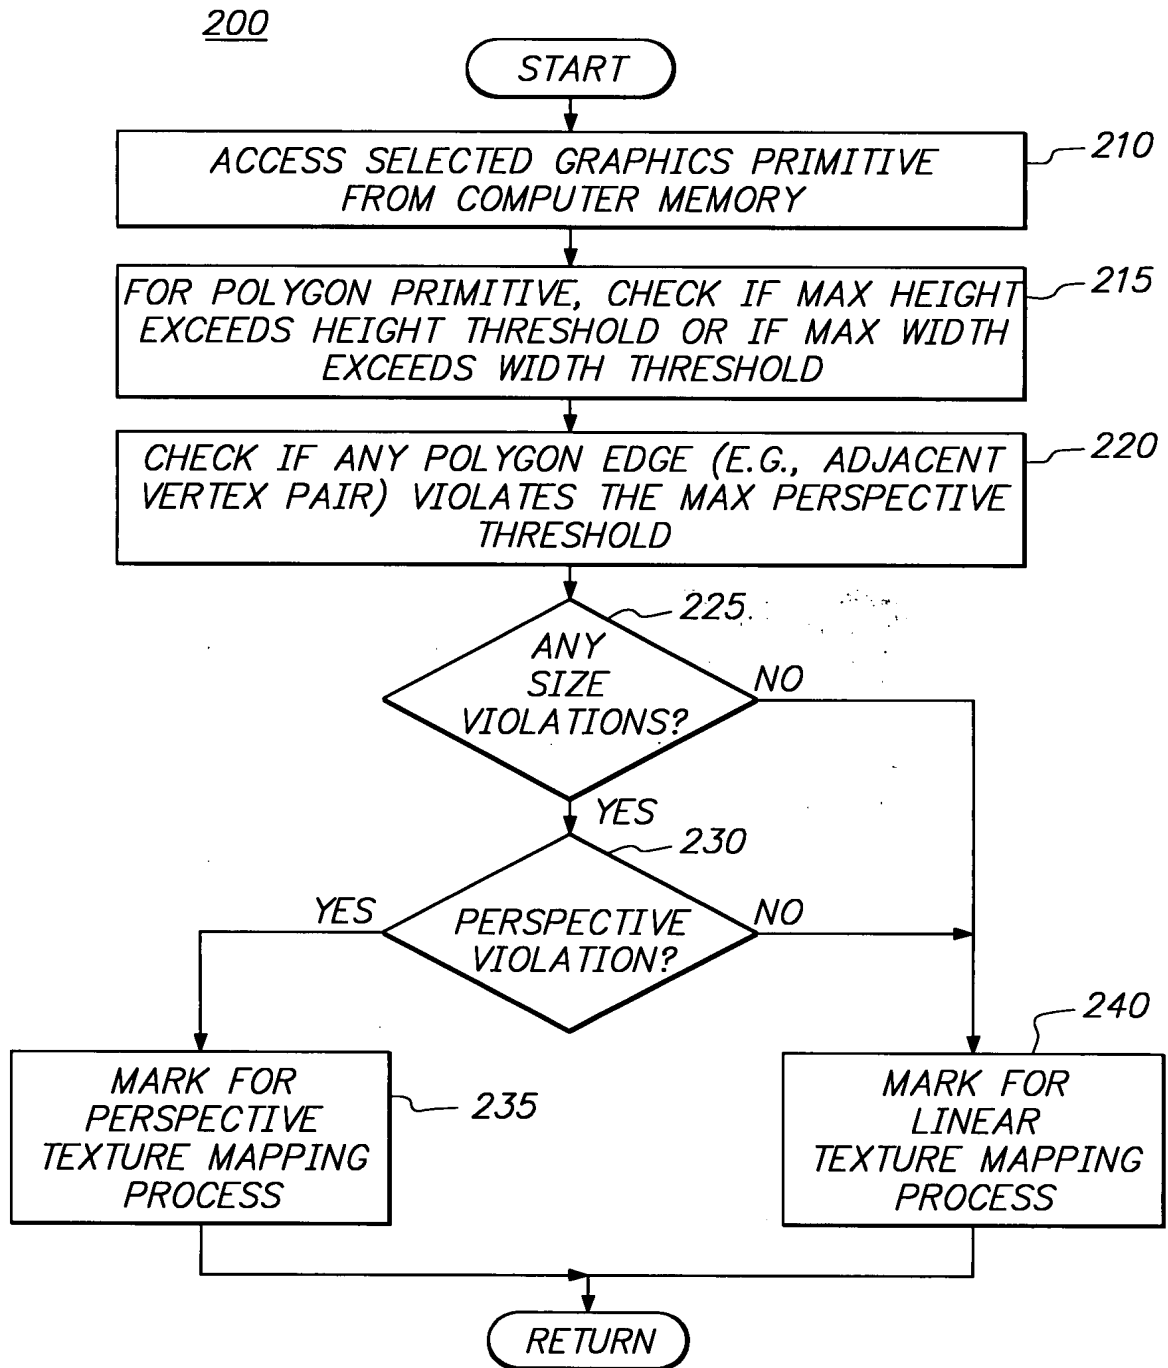 200
START
ACCESS SELECTED GRAPHICS PRIMITIVE
FROM COMPUTER MEMORY
210
FOR POLYGON PRIMITIVE, CHECK IF MAX HEIGHT
EXCEEDS HEIGHT THRESHOLD OR IF MAX WIDTH
EXCEEDS WIDTH THRESHOLD
215
CHECK IF ANY POLYGON EDGE (E.G., ADJACENT
VERTEX PAIR) VIOLATES THE MAX PERSPECTIVE
THRESHOLD
220
225
ANY
SIZE
VIOLATIONS?
NO
YES
230
PERSPECTIVE
VIOLATION?
YES
NO
MARK FOR
PERSPECTIVE
TEXTURE MAPPING
PROCESS
235
240
MARK FOR
LINEAR
TEXTURE MAPPING
PROCESS
RETURN